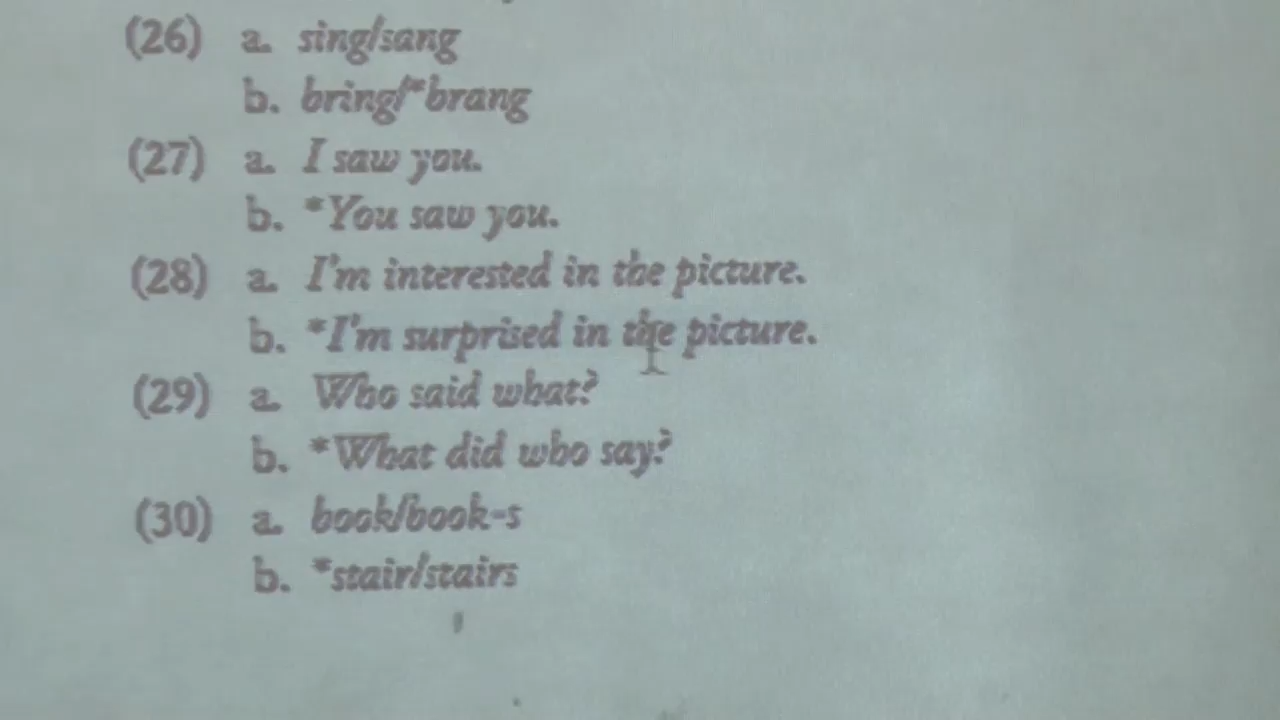 (26) a. sing/sang
b. bring/*brang
(27) a. I saw you.
b. *You saw you.
(28) a. I'm interested in the picture.
b. *I'm surprised in the picture.
(29) a. Who said what?
b. *What did who say?
(30) a. book/book-s
b. *stair/stairs